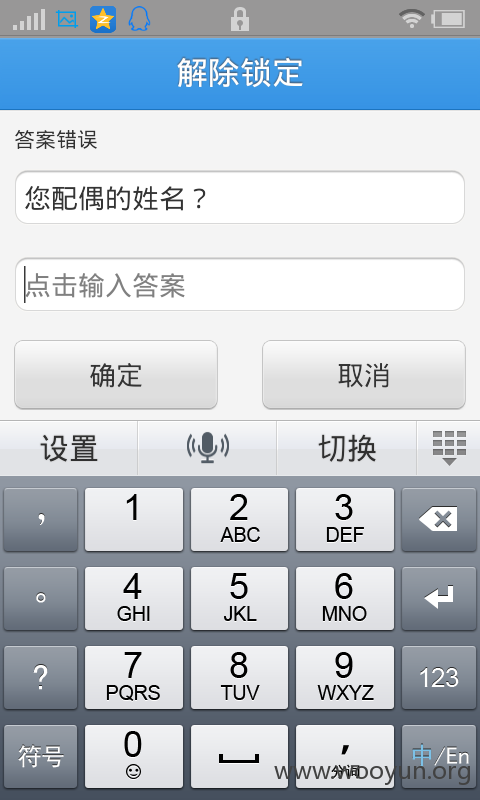 解除锁定
答案错误
您配偶的姓名？
点击输入答案
确定 取消
设置 切换
， 1 2 ABC 3 DEF
。 4 GHI 5 JKL 6 MNO
? 7 PQRS 8 TUV 9 WXYZ 123
符号 0 ， 分词 中/En
www.wooyun.org